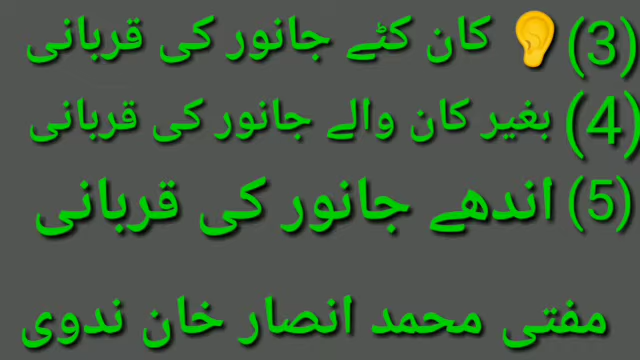 (3)👂 کان کٹے جانور کی قربانی
(4) بغیر کان والے جانور کی قربانی
(5) اندھے جانور کی قربانی
مفتی محمد انصار خان ندوی